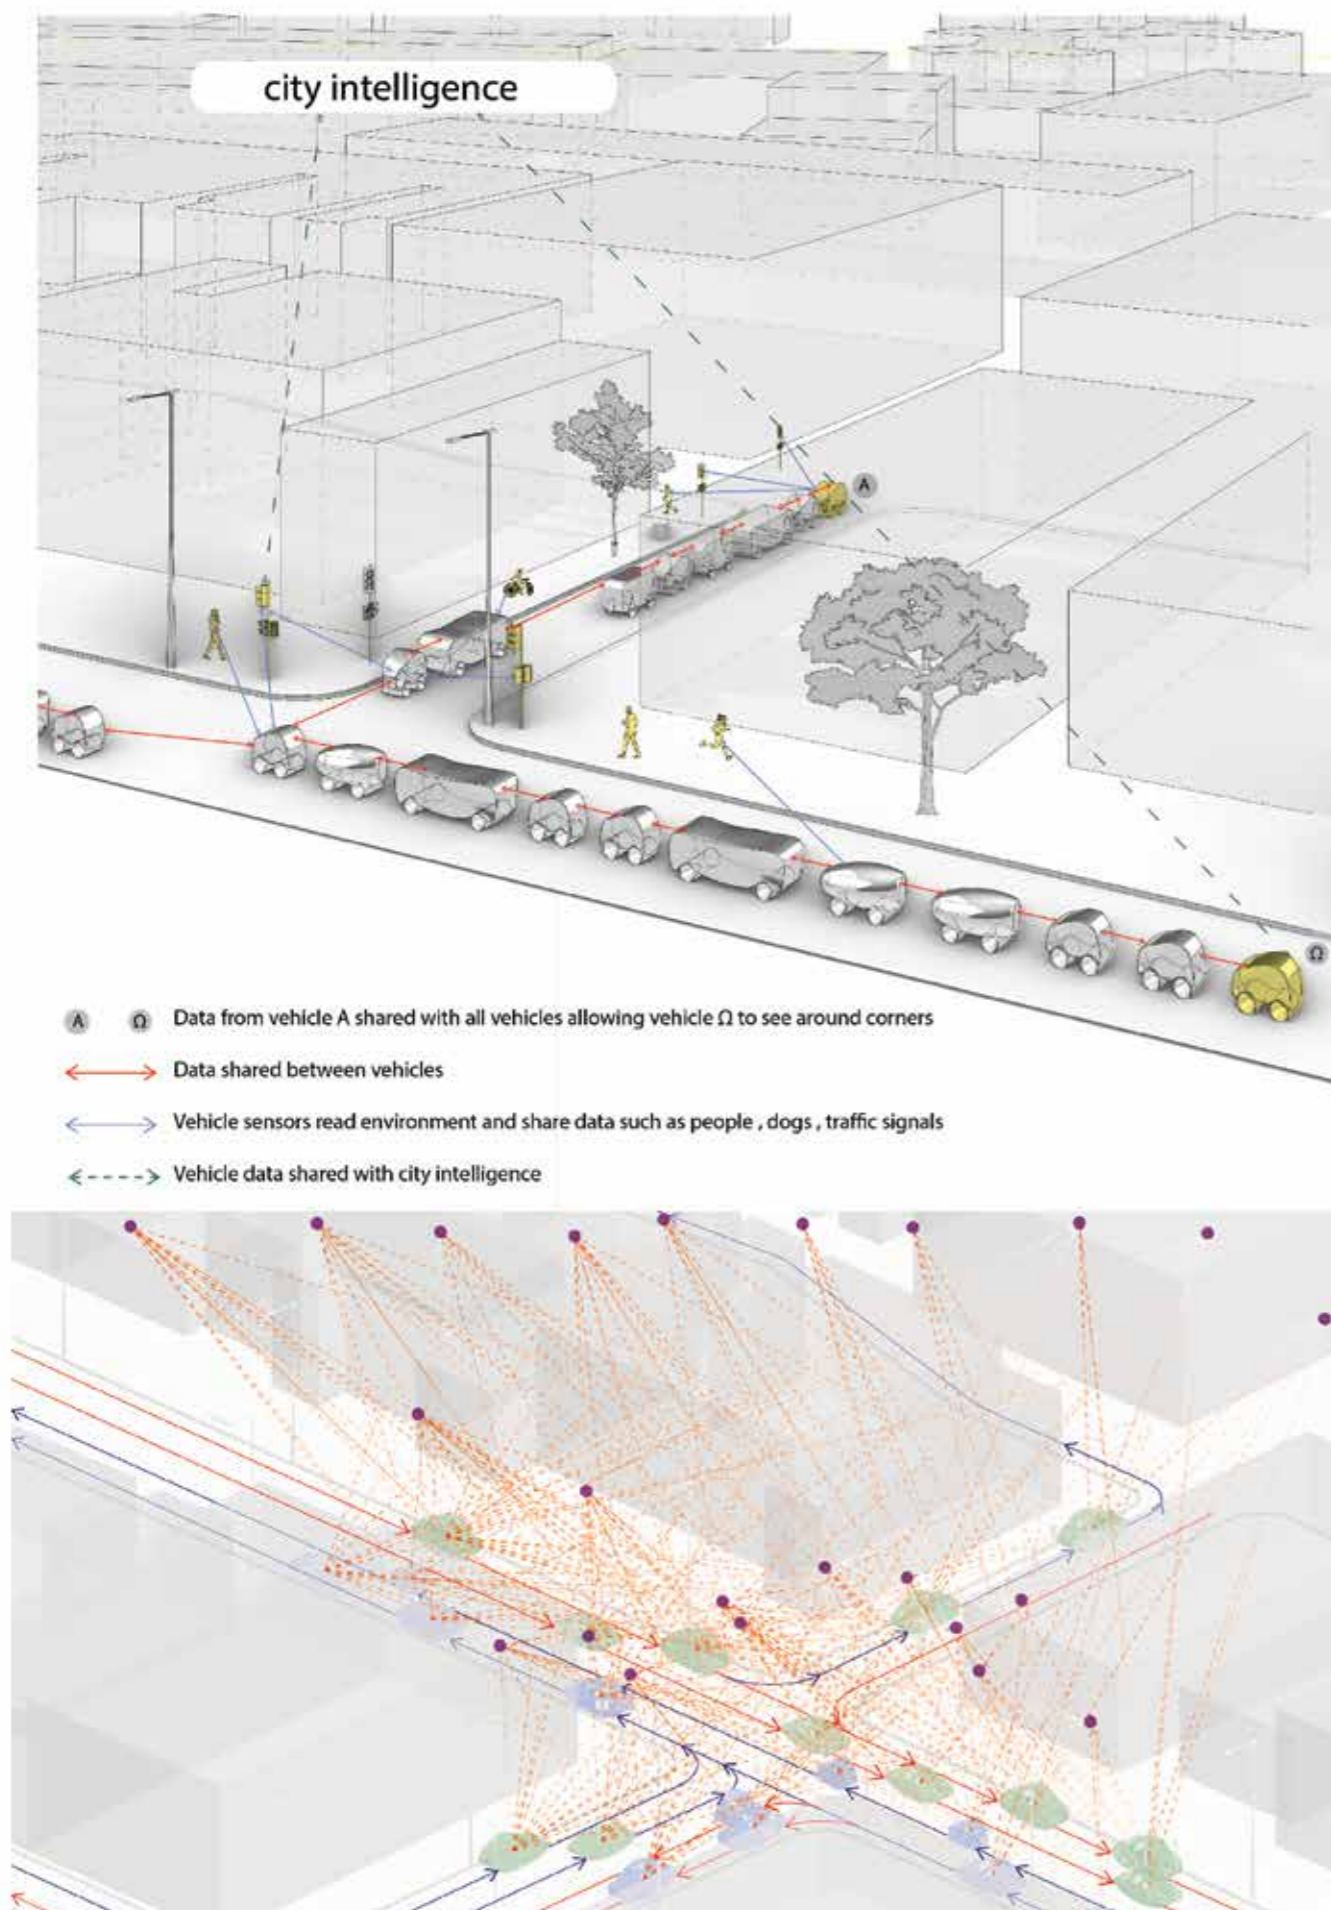 city intelligence
A
Ω
A Ω Data from vehicle A shared with all vehicles allowing vehicle Ω to see around corners
Data shared between vehicles
Vehicle sensors read environment and share data such as people , dogs , traffic signals
Vehicle data shared with city intelligence